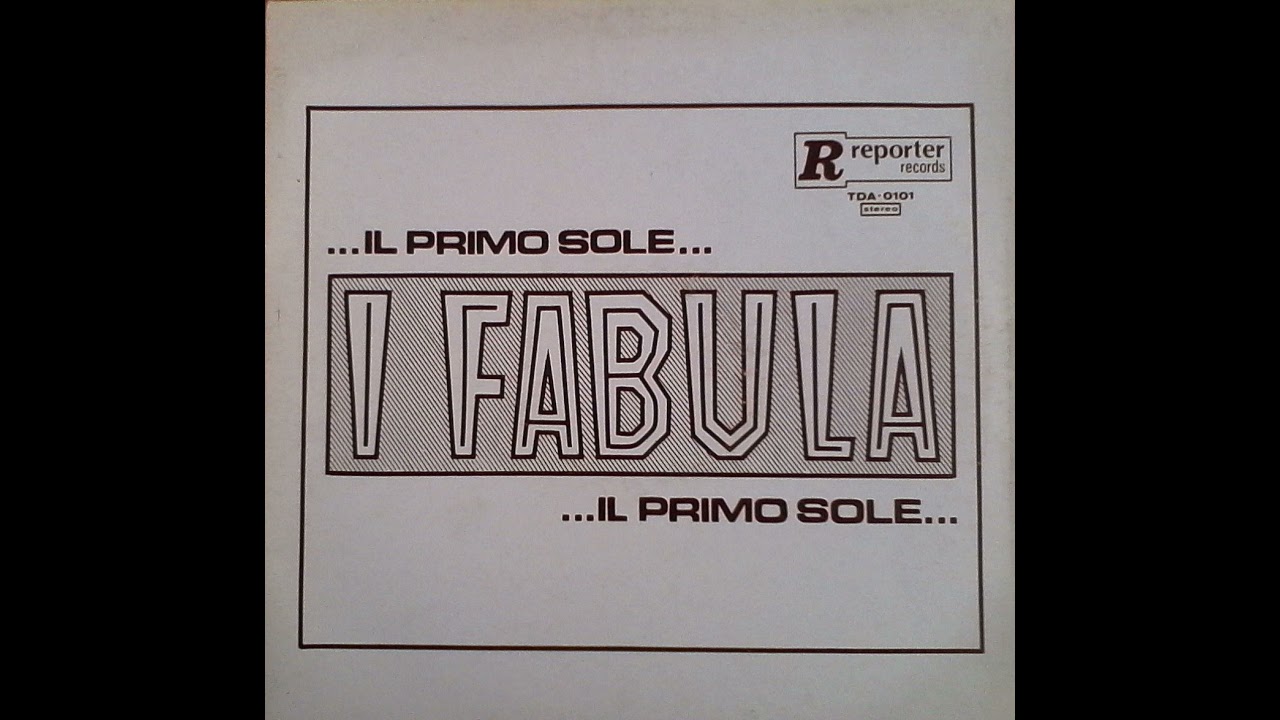 R reporter
records
TDA-0101
stereo
...IL PRIMO SOLE...
I FABULA
...IL PRIMO SOLE...